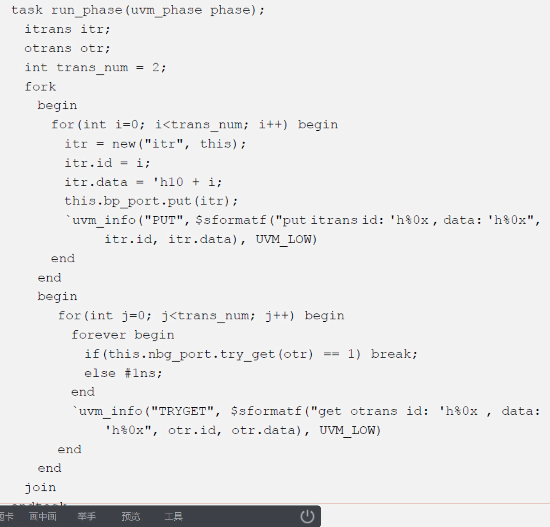 task run_phase(uvm_phase phase);
itrans itr;
otrans otr;
int trans_num = 2;
fork
begin
for(int i=0; i<trans_num; i++) begin
itr = new("itr", this);
itr.id = i;
itr.data = 'h10 + i;
this.bp_port.put(itr);
`uvm_info("PUT", $sformatf("put itrans id: 'h%0x , data: 'h%0x",
itr.id, itr.data), UVM_LOW)
end
end
begin
for(int j=0; j<trans_num; j++) begin
forever begin
if(this.nbg_port.try_get(otr) == 1) break;
else #1ns;
end
`uvm_info("TRYGET", $sformatf("get otrans id: 'h%0x , data:
'h%0x", otr.id, otr.data), UVM_LOW)
end
end
join
卡 画中画 举手 预览 工具